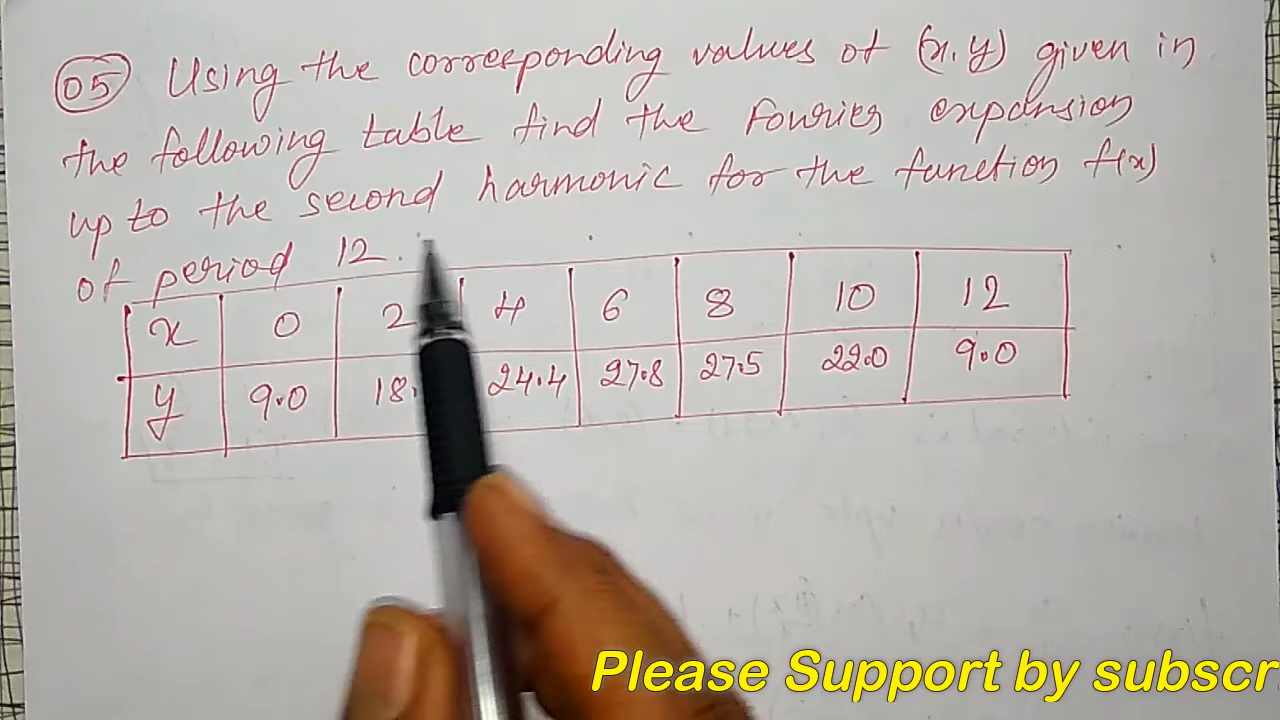 05 Using the corresponding values of (x,y) given in
the following table find the Fourier expansion
up to the second harmonic for the function f(x)
of period 12.
x 0 2 4 6 8 10 12
y 9.0 18. 24.4 27.8 27.5 22.0 9.0
Please Support by subscr